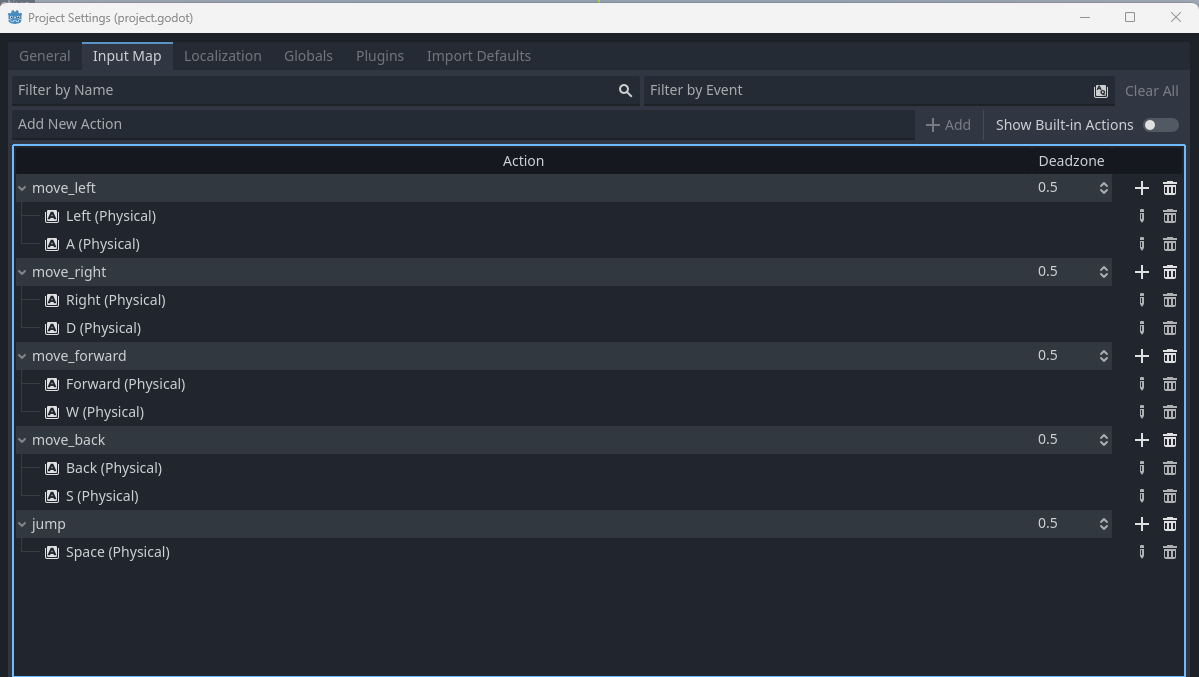 Project Settings (project.godot)
General Input Map Localization Globals Plugins Import Defaults
Filter by Name Filter by Event Clear All
Add New Action Add Show Built-in Actions
Action Deadzone
move_left 0.5
Left (Physical)
A (Physical)
move_right 0.5
Right (Physical)
D (Physical)
move_forward 0.5
Forward (Physical)
W (Physical)
move_back 0.5
Back (Physical)
S (Physical)
jump 0.5
Space (Physical)